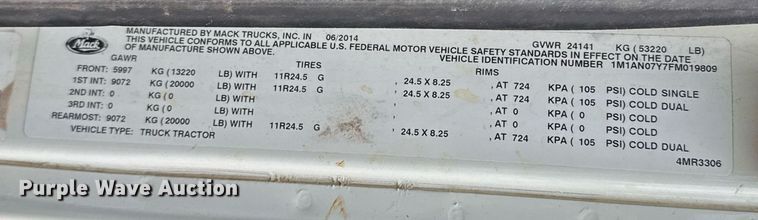 MANUFACTURED BY MACK TRUCKS, INC. IN 06/2014 GVWR 24141 KG ( 53220 LB)
THIS VEHICLE CONFORMS TO ALL APPLICABLE U.S. FEDERAL MOTOR VEHICLE SAFETY STANDARDS IN EFFECT ON THE DATE
OF MANUFACTURE SHOWN ABOVE. VEHICLE IDENTIFICATION NUMBER 1M1AN07Y7FM019809
Mack
GAWR TIRES RIMS
FRONT: 5997 KG ( 13220 LB) WITH 11R24.5 G , 24.5 X 8.25 , AT 724 KPA ( 105 PSI) COLD SINGLE
1ST INT: 9072 KG ( 20000 LB) WITH 11R24.5 G , 24.5 X 8.25 , AT 724 KPA ( 105 PSI) COLD DUAL
2ND INT: 0 KG ( 0 LB) WITH , , AT 0 KPA ( 0 PSI) COLD
3RD INT: 0 KG ( 0 LB) WITH , , AT 0 KPA ( 0 PSI) COLD
REARMOST: 9072 KG ( 20000 LB) WITH 11R24.5 G , 24.5 X 8.25 , AT 724 KPA ( 105 PSI) COLD DUAL
VEHICLE TYPE: TRUCK TRACTOR
4MR3306
Purple Wave Auction